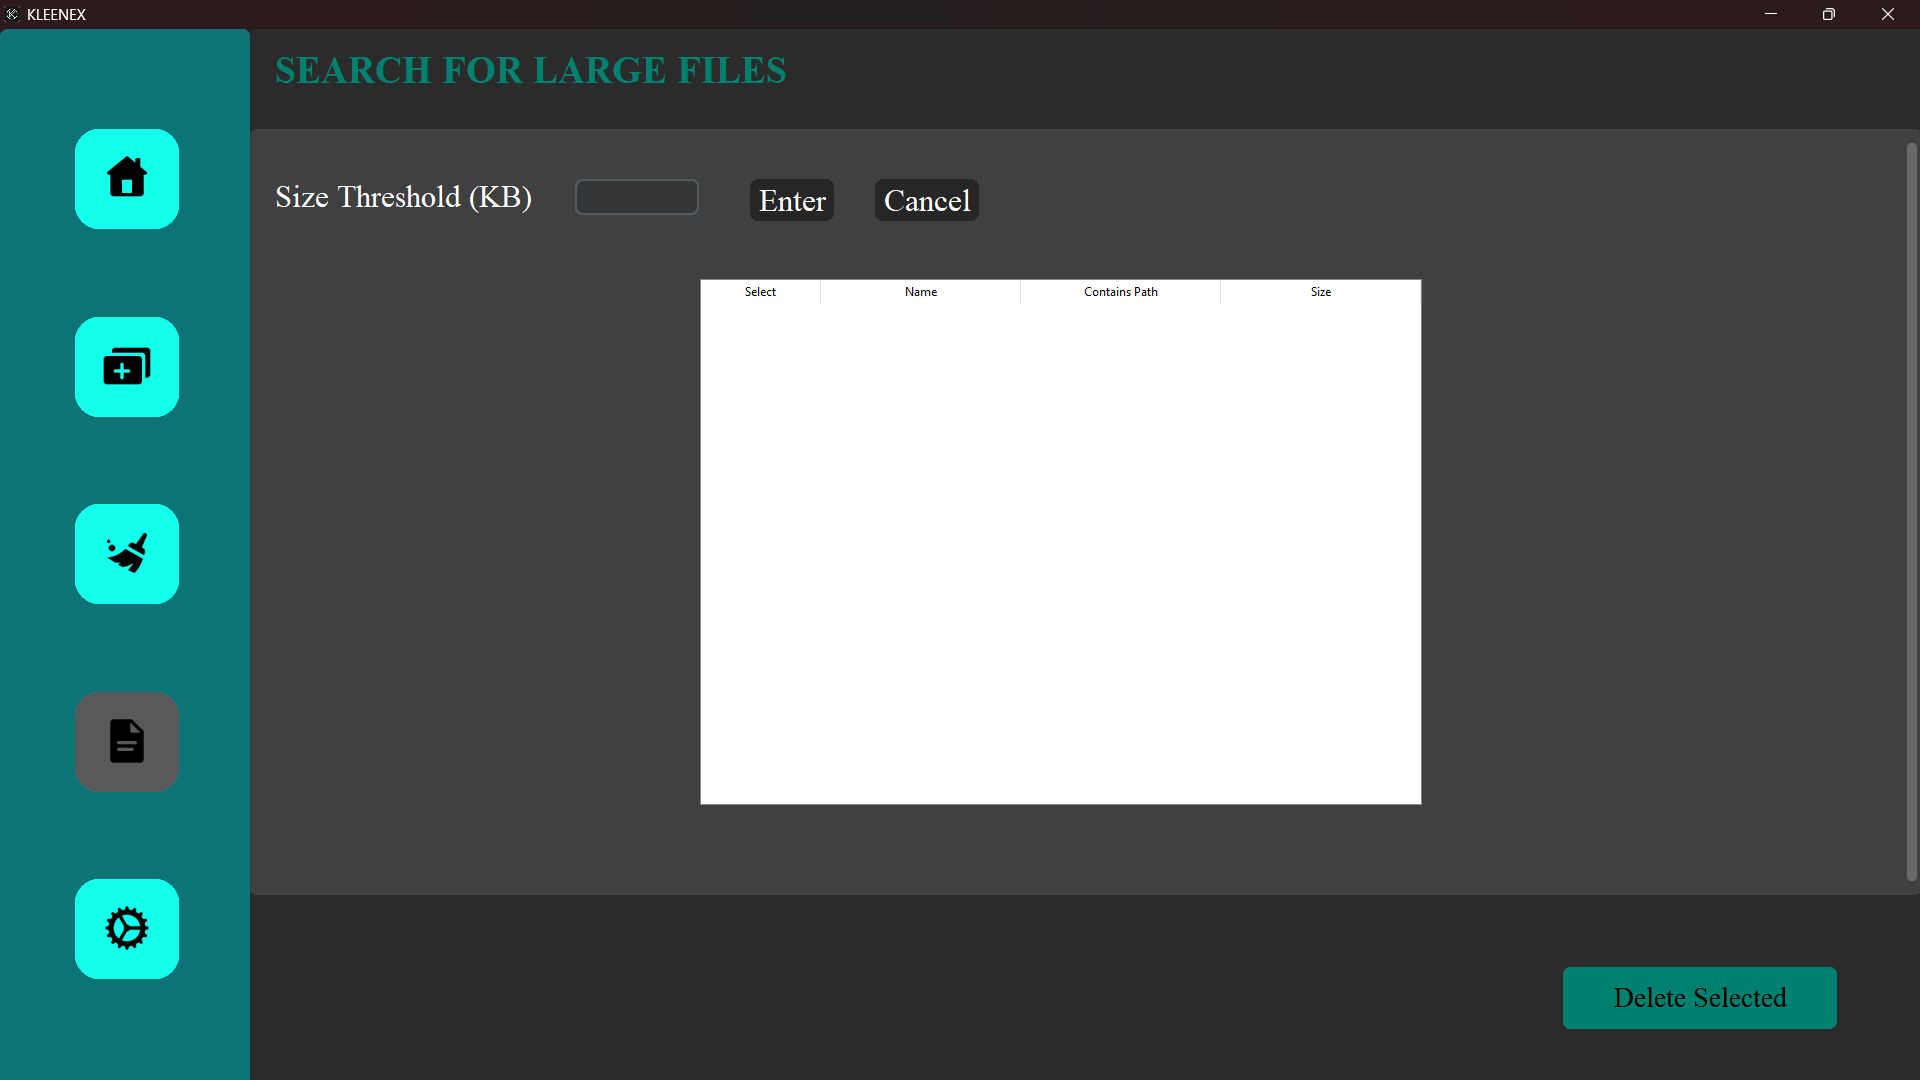 KLEENEX
SEARCH FOR LARGE FILES
Size Threshold (KB) Enter Cancel
Select Name Contains Path Size
Delete Selected